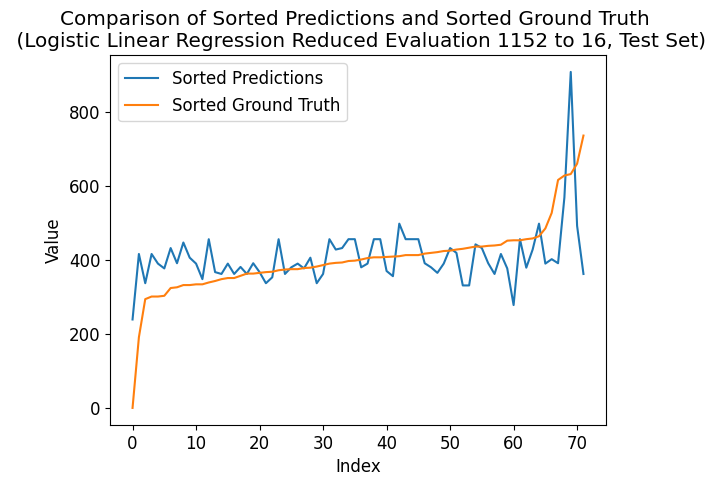 Comparison of Sorted Predictions and Sorted Ground Truth
(Logistic Linear Regression Reduced Evaluation 1152 to 16, Test Set)
Sorted Predictions
Sorted Ground Truth
800
600
400
200
0
Value
0 10 20 30 40 50 60 70
Index